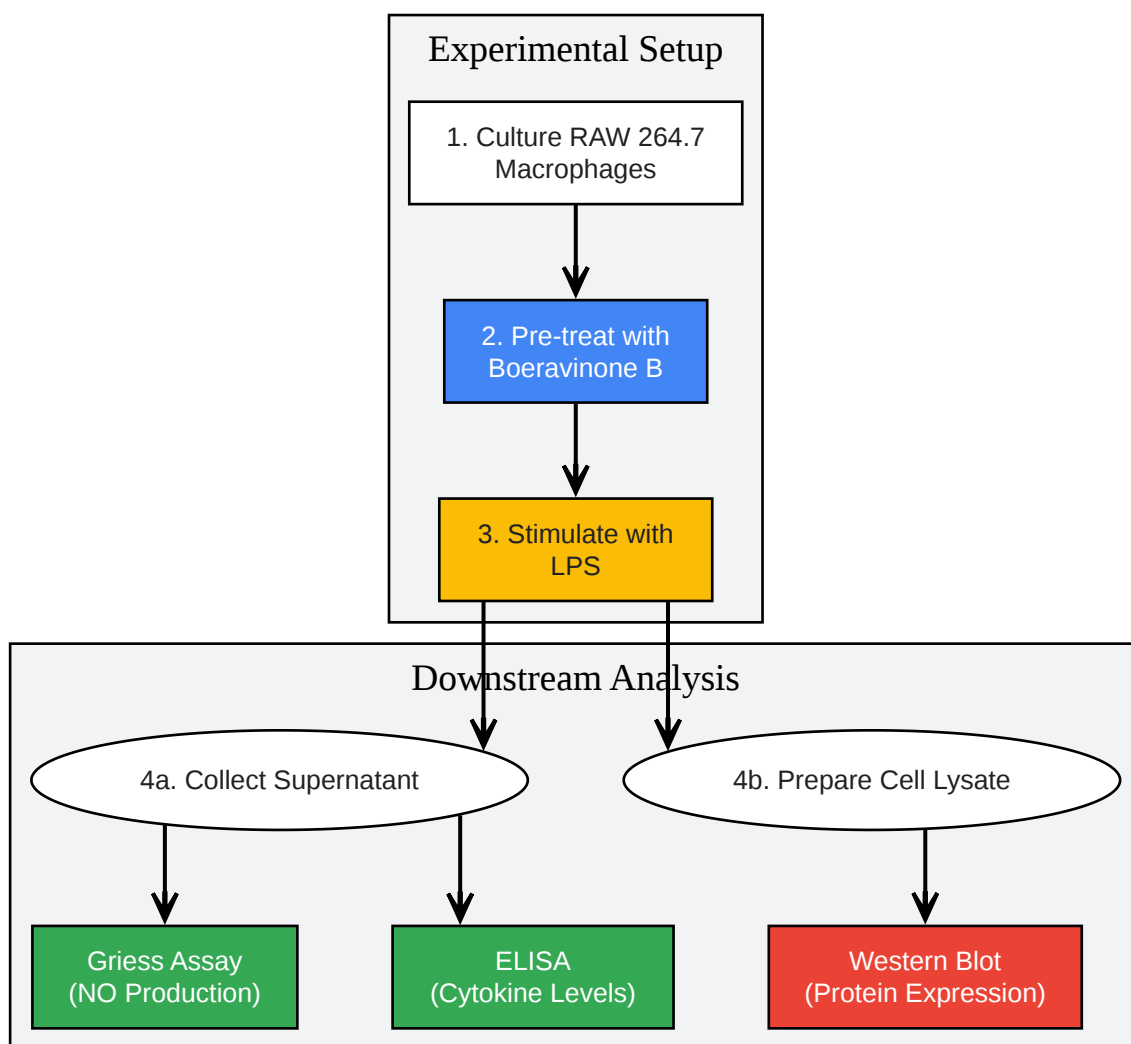 Experimental Setup
1. Culture RAW 264.7
Macrophages
2. Pre-treat with
Boeravinone B
3. Stimulate with
LPS
Downstream Analysis
4a. Collect Supernatant
4b. Prepare Cell Lysate
Griess Assay
(NO Production)
ELISA
(Cytokine Levels)
Western Blot
(Protein Expression)